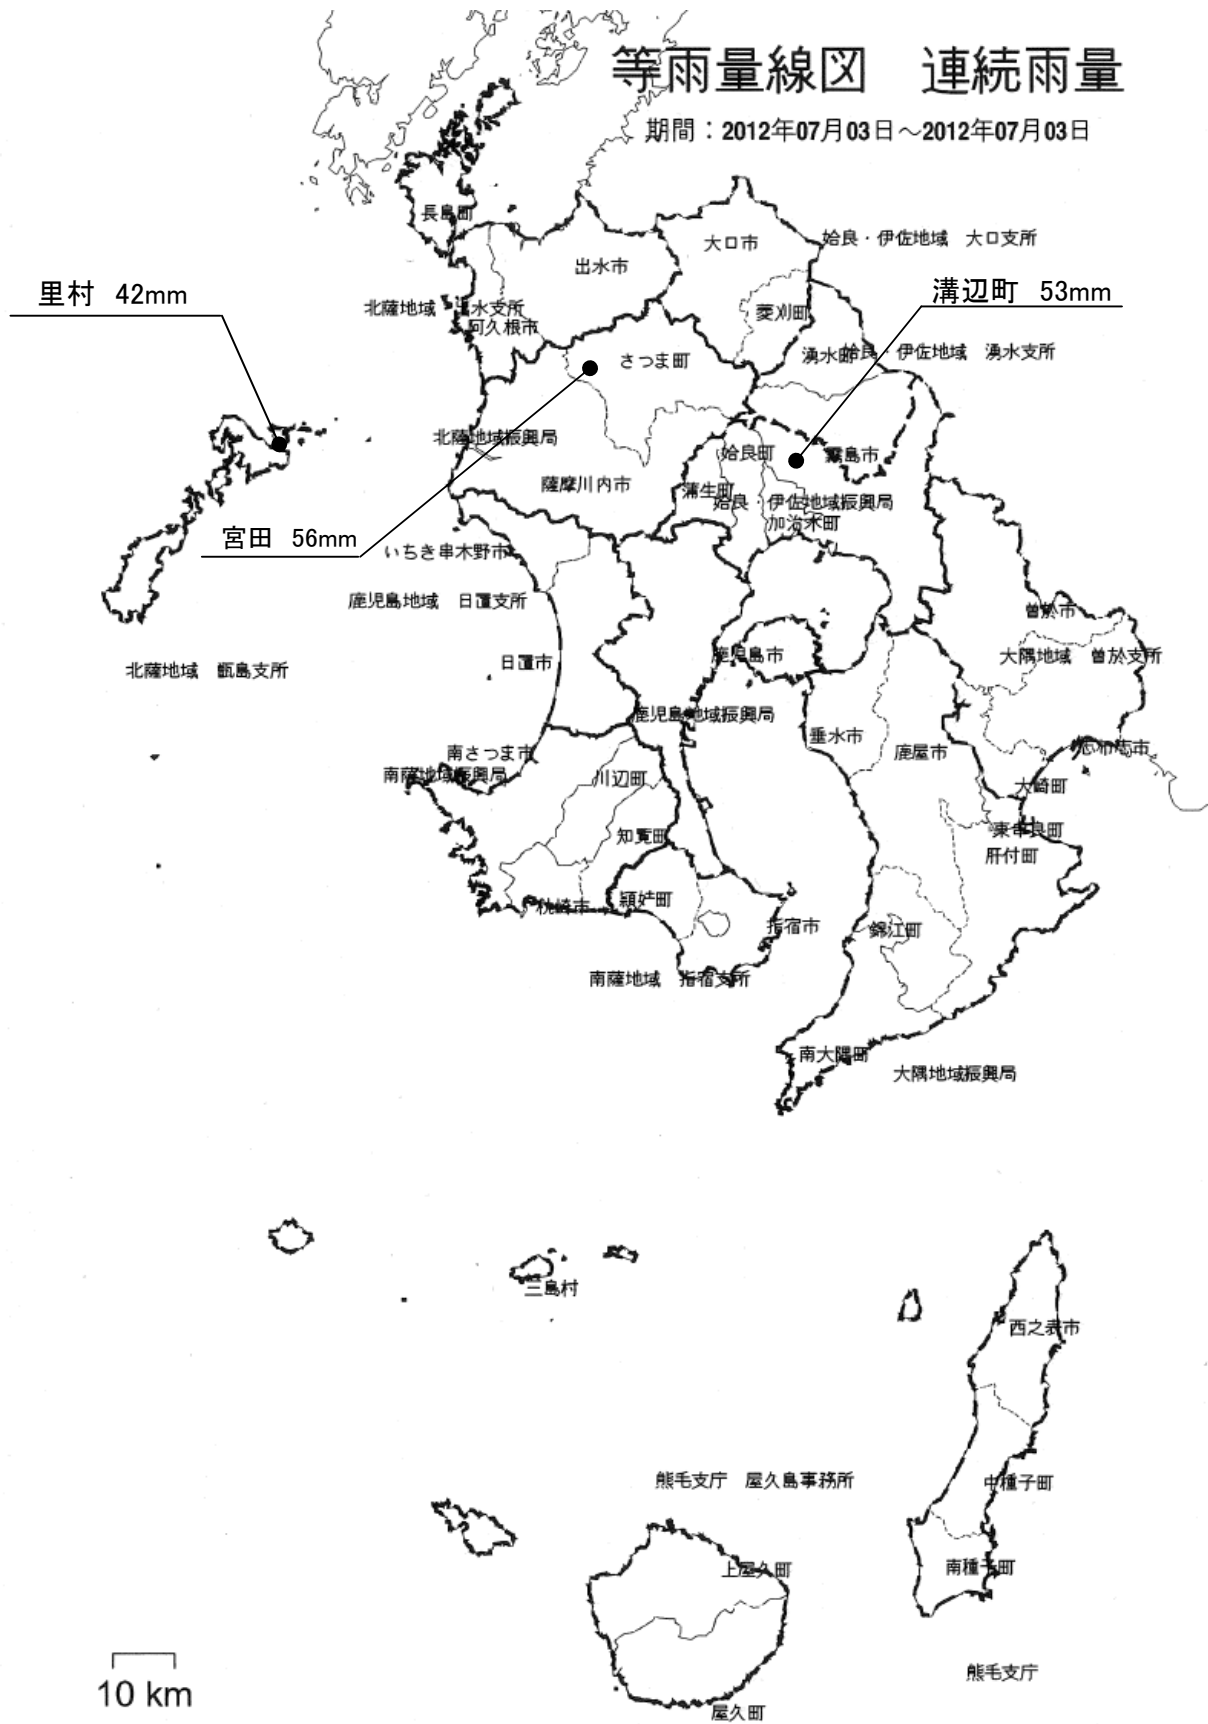 等雨量線図　連続雨量
期間：2012年07月03日～2012年07月03日
長島町
大口市
姶良・伊佐地域　大口支所
出水市
里村　42mm
溝辺町　53mm
北薩地域　出水支所
菱刈町
阿久根市
さつま町
湧水町
姶良・伊佐地域　湧水支所
北薩地域振興局
姶良町
霧島市
薩摩川内市
蒲生町
姶良・伊佐地域振興局
加治木町
宮田　56mm
いちき串木野市
鹿児島地域　日置支所
曽於市
鹿児島市
大隅地域　曽於支所
日置市
北薩地域　甑島支所
鹿児島地域振興局
垂水市
鹿屋市
志布志市
南さつま市
南薩地域振興局
川辺町
大崎町
知覧町
東串良町
肝付町
頴娃町
枕崎市
指宿市
錦江町
南薩地域　指宿支所
南大隅町
大隅地域振興局
三島村
西之表市
熊毛支庁　屋久島事務所
中種子町
上屋久町
南種子町
熊毛支庁
10 km
屋久町